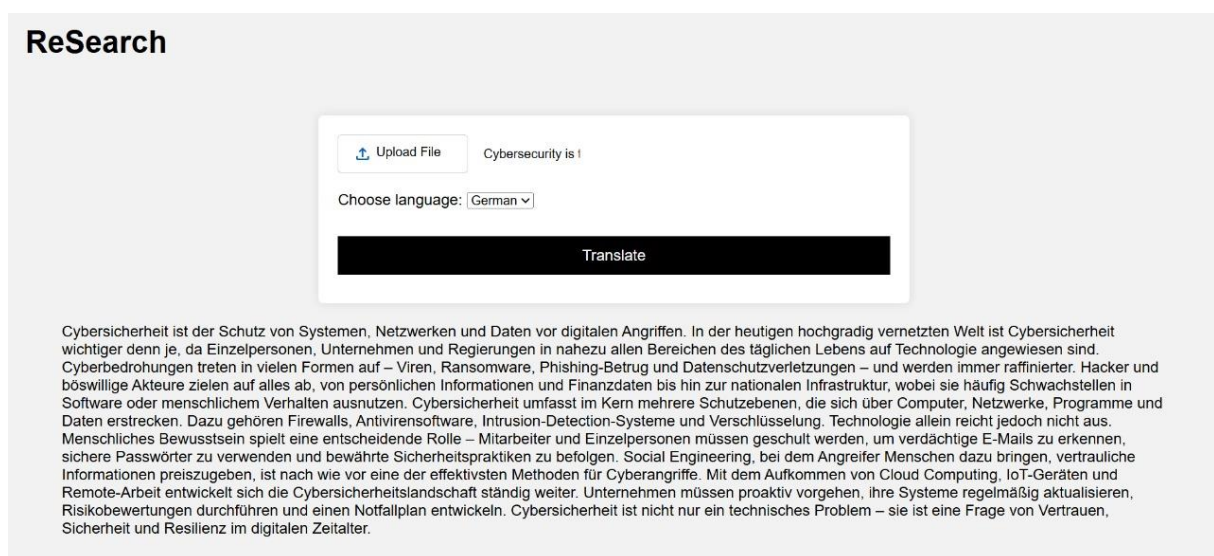 ReSearch
Upload File
Cybersecurity is
Choose language: German
Translate
Cybersicherheit ist der Schutz von Systemen, Netzwerken und Daten vor digitalen Angriffen. In der heutigen hochgradig vernetzten Welt ist Cybersicherheit
wichtiger denn je, da Einzelpersonen, Unternehmen und Regierungen in nahezu allen Bereichen des täglichen Lebens auf Technologie angewiesen sind.
Cyberbedrohungen treten in vielen Formen auf – Viren, Ransomware, Phishing-Betrug und Datenschutzverletzungen – und werden immer raffinierter. Hacker und
böswillige Akteure zielen auf alles ab, von persönlichen Informationen und Finanzdaten bis hin zur nationalen Infrastruktur, wobei sie häufig Schwachstellen in
Software oder menschlichem Verhalten ausnutzen. Cybersicherheit umfasst im Kern mehrere Schutzebenen, die sich über Computer, Netzwerke, Programme und
Daten erstrecken. Dazu gehören Firewalls, Antivirensoftware, Intrusion-Detection-Systeme und Verschlüsselung. Technologie allein reicht jedoch nicht aus.
Menschliches Bewusstsein spielt eine entscheidende Rolle – Mitarbeiter und Einzelpersonen müssen geschult werden, um verdächtige E-Mails zu erkennen,
sichere Passwörter zu verwenden und bewährte Sicherheitspraktiken zu befolgen. Social Engineering, bei dem Angreifer Menschen dazu bringen, vertrauliche
Informationen preiszugeben, ist nach wie vor eine der effektivsten Methoden für Cyberangriffe. Mit dem Aufkommen von Cloud Computing, IoT-Geräten und
Remote-Arbeit entwickelt sich die Cybersicherheitslandschaft ständig weiter. Unternehmen müssen proaktiv vorgehen, ihre Systeme regelmäßig aktualisieren,
Risikobewertungen durchführen und einen Notfallplan entwickeln. Cybersicherheit ist nicht nur ein technisches Problem – sie ist eine Frage von Vertrauen,
Sicherheit und Resilienz im digitalen Zeitalter.